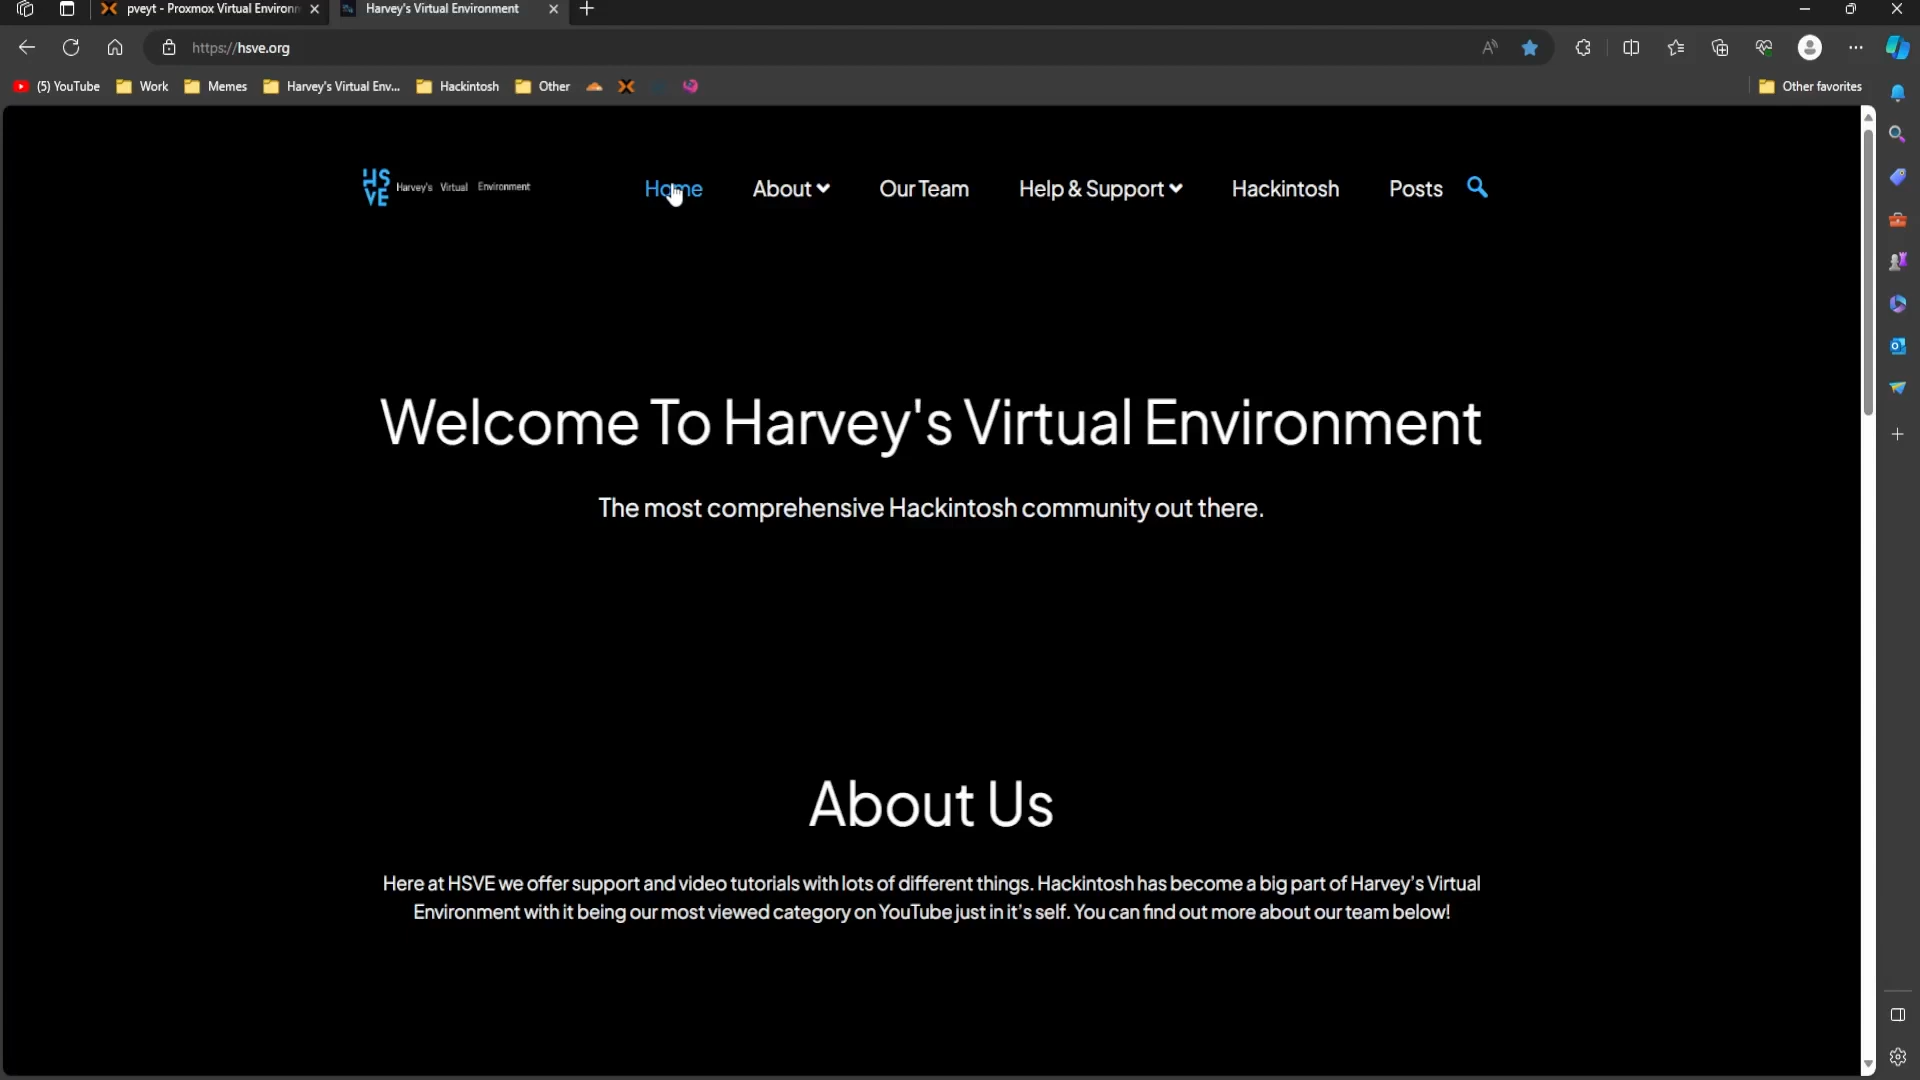 pveyt - Proxmox Virtual Environ
Harvey's Virtual Environment
https://hsve.org
(5) YouTube
Work
Memes
Harvey's Virtual Env...
Hackintosh
Other
Other favorites
HS
VE
Harvey's Virtual Environment
Home
About
Our Team
Help & Support
Hackintosh
Posts
Welcome To Harvey's Virtual Environment
The most comprehensive Hackintosh community out there.
About Us
Here at HSVE we offer support and video tutorials with lots of different things. Hackintosh has become a big part of Harvey's Virtual
Environment with it being our most viewed category on YouTube just in it's self. You can find out more about our team below!